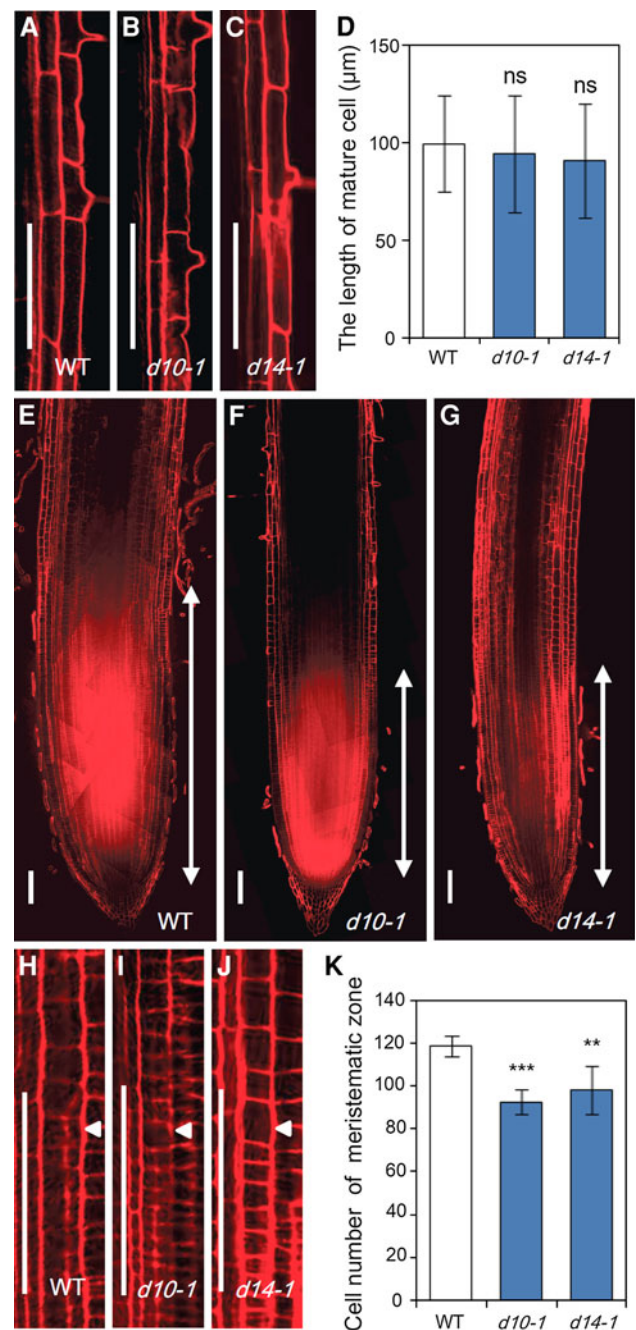 A
B
C
WT
d10-1
d14-1
D
The length of mature cell (µm)
150
100
50
0
ns
ns
WT
d10-1
d14-1
E
F
G
WT
d10-1
d14-1
H
I
J
WT
d10-1
d14-1
K
Cell number of meristematic zone
140
120
100
80
60
40
20
0
***
**
WT
d10-1
d14-1